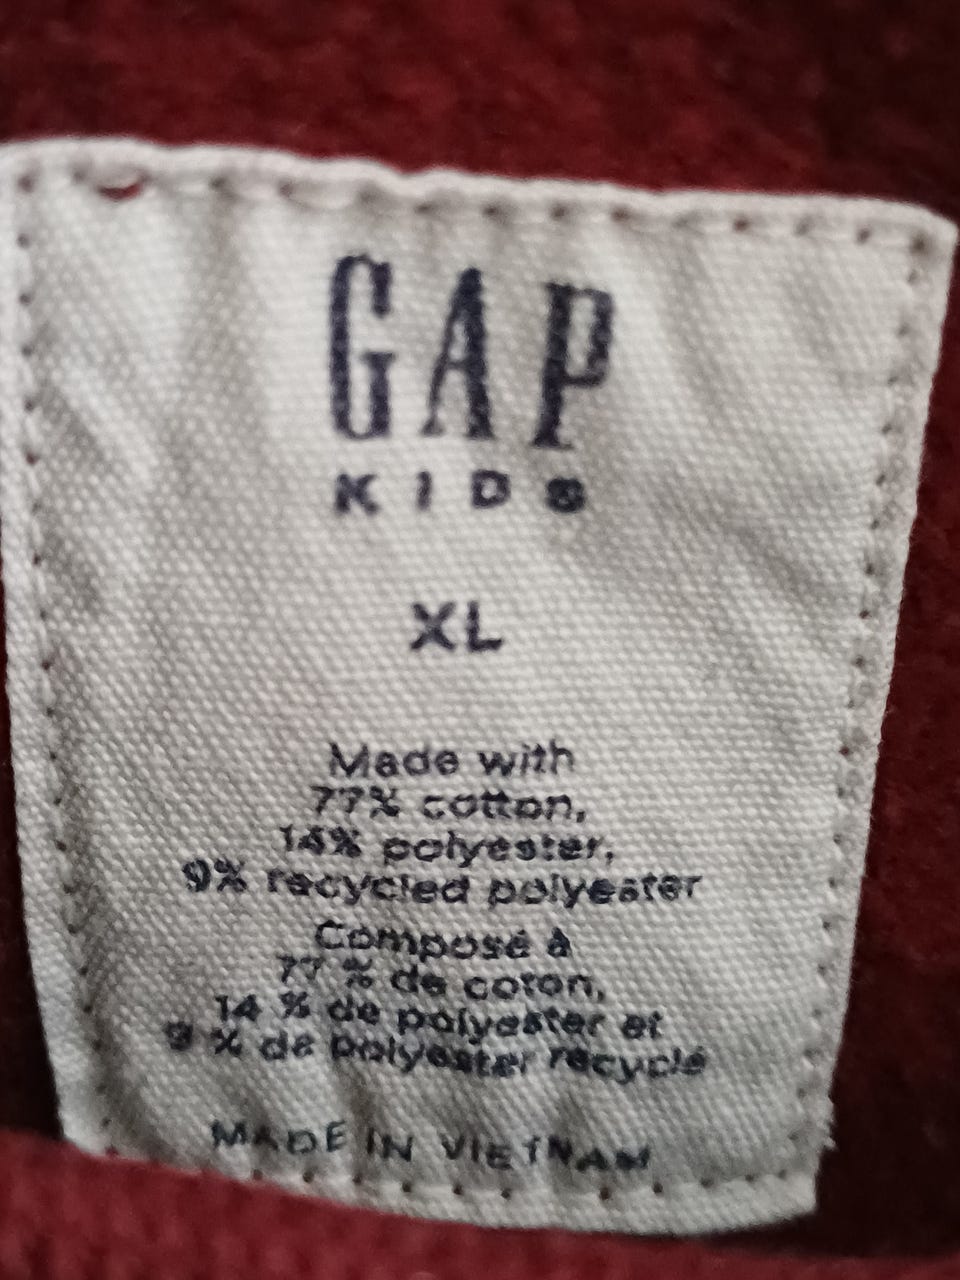 GAP
KIDS
XL
Made with
77% cotton,
14% polyester,
9% recycled polyester
Composé à
77 % de coton,
14 % de polyester et
9 % de polyester recyclé
MADE IN VIETNAM